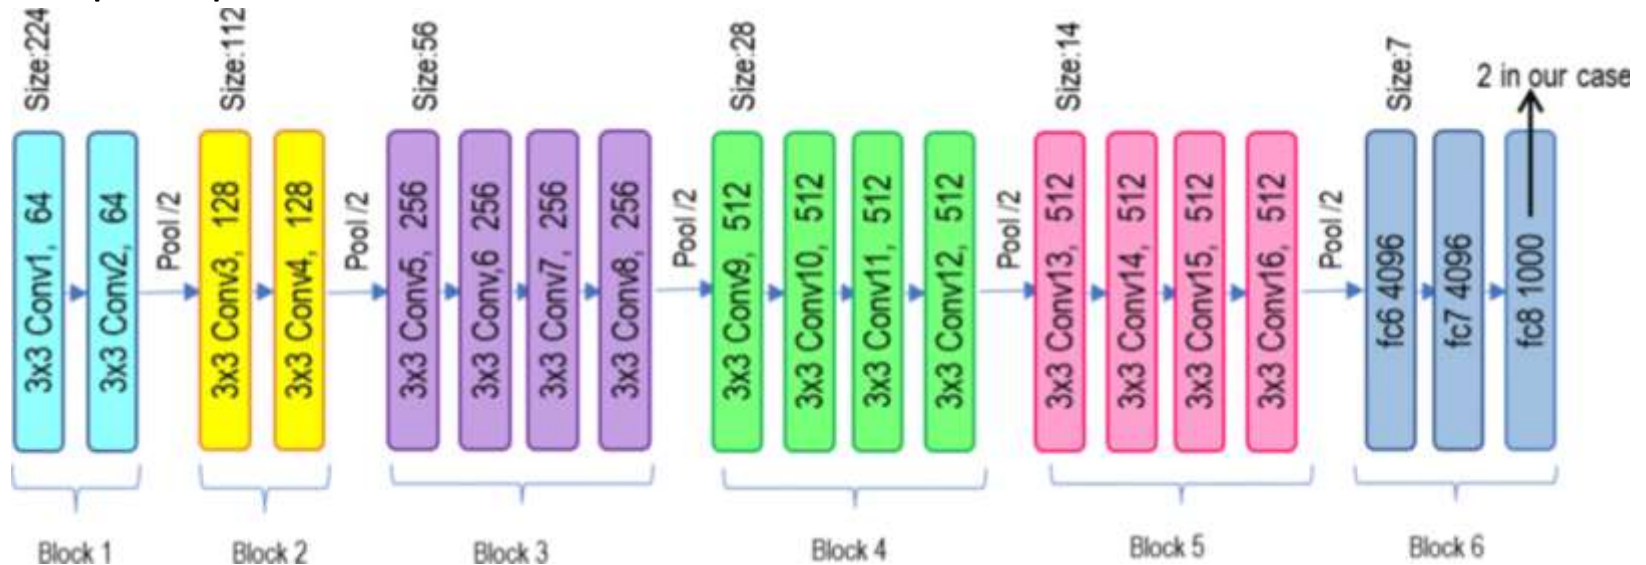 Size:224
Size:112
Size:56
Size:28
Size:14
Size:7
2 in our case
3x3 Conv1, 64
3x3 Conv2, 64
Pool /2
3x3 Conv3, 128
3x3 Conv4, 128
Pool /2
3x3 Conv5, 256
3x3 Conv,6 256
3x3 Conv7, 256
3x3 Conv8, 256
Pool /2
3x3 Conv9, 512
3x3 Conv10, 512
3x3 Conv11, 512
3x3 Conv12, 512
Pool /2
3x3 Conv13, 512
3x3 Conv14, 512
3x3 Conv15, 512
3x3 Conv16, 512
Pool /2
fc6 4096
fc7 4096
fc8 1000
Block 1
Block 2
Block 3
Block 4
Block 5
Block 6